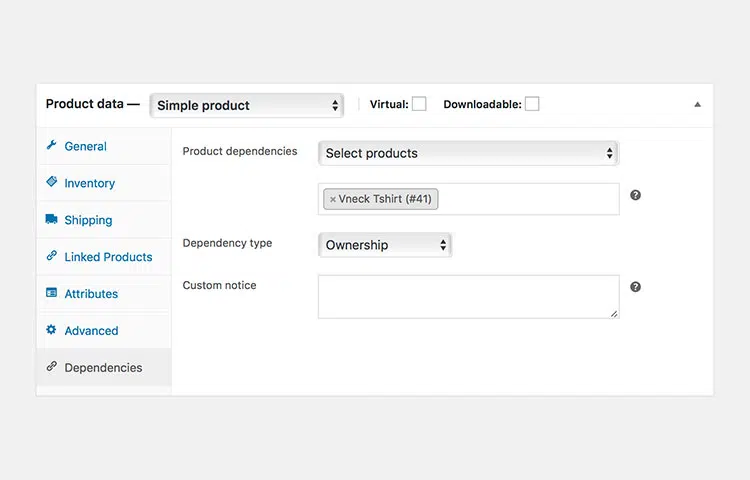 Product data — Simple product Virtual: Downloadable:
General
Inventory
Shipping
Linked Products
Attributes
Advanced
Dependencies
Product dependencies Select products
× Vneck Tshirt (#41) ?
Dependency type Ownership
Custom notice ?